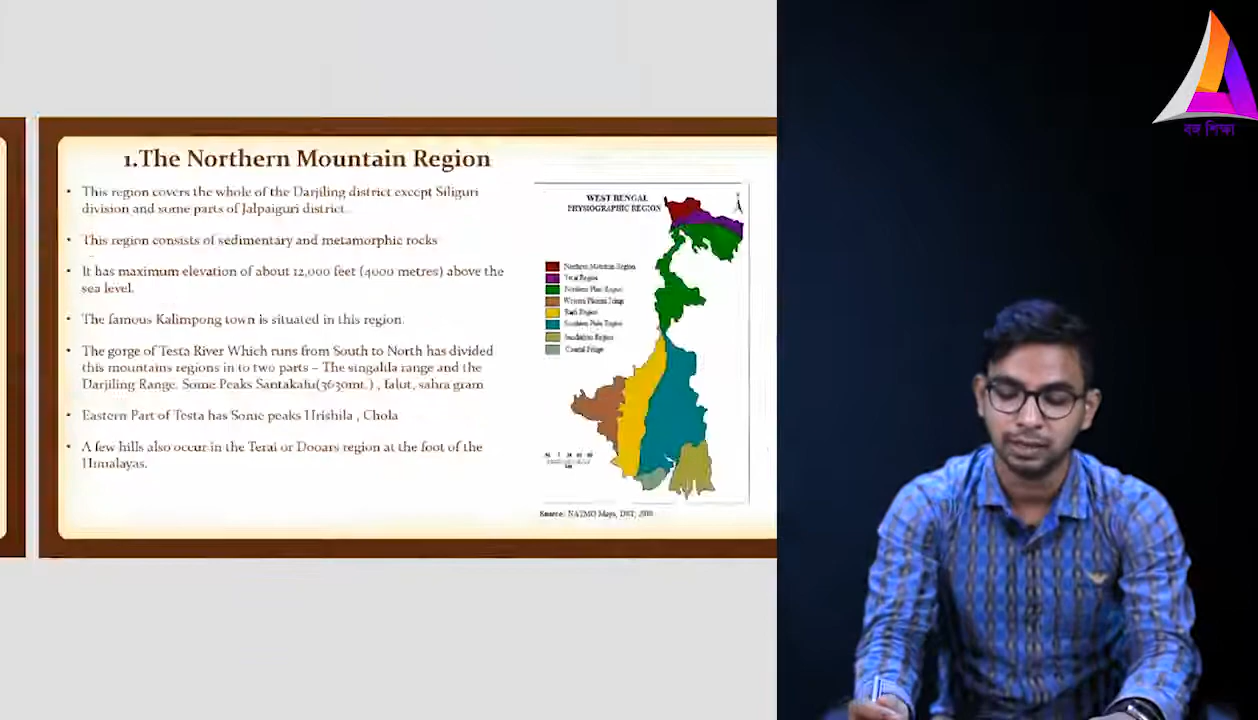 1.The Northern Mountain Region
• This region covers the whole of the Darjiling district except Siliguri
division and some parts of Jalpaiguri district.
• This region consists of sedimentary and metamorphic rocks
• It has maximum elevation of about 12,000 feet (4000 metres) above the
sea level.
• The famous Kalimpong town is situated in this region.
• The gorge of Testa River Which runs from South to North has divided
this mountains regions in to two parts – The singalila range and the
Darjiling Range. Some Peaks Santakafu(3630mt.) , falut, sabra gram
• Eastern Part of Testa has Some peaks Hrishila , Chola
• A few hills also occur in the Terai or Dooars region at the foot of the
Himalayas.
WEST BENGAL
PHYSIOGRAPHIC REGION
Northern Mountain Region
Terai Region
Northern Plain Region
Western Plateau Fringe
Rarh Region
Southern Plain Region
Sundarban Region
Coastal Fringe
Source: NATMO Maps, DST,
বঙ্গ শিক্ষা